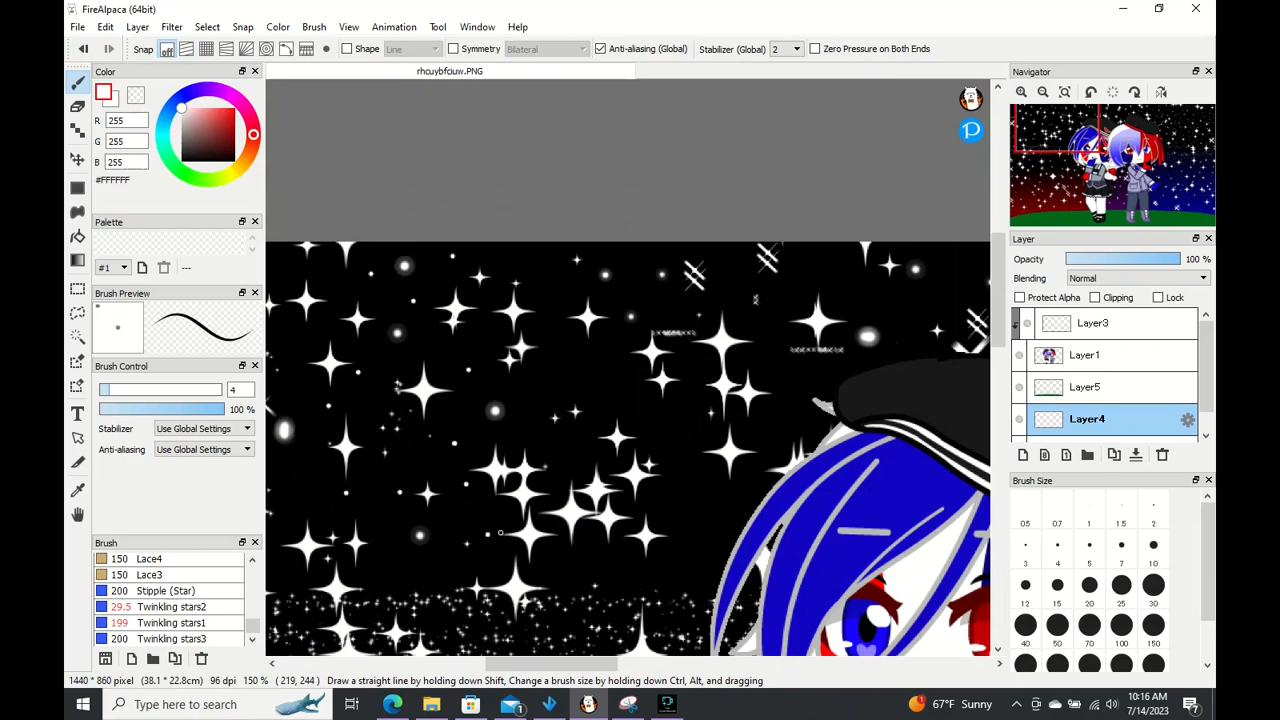 FireAlpaca (64bit)
File Edit Layer Filter Select Snap Color Brush View Animation Tool Window Help
Snap off Shape Line Symmetry Bilateral Anti-aliasing (Global) Stabilizer (Global) 2 Zero Pressure on Both Ends
Color
rhcuybfciuw.PNG
Navigator
R 255
G 255
B 255
#FFFFFF
Palette
#1 ---
Layer
Opacity 100 %
Blending Normal
Protect Alpha Clipping Lock
Brush Preview
Layer3
Layer1
Layer5
Layer4
Brush Control
4
100 %
Stabilizer Use Global Settings
Anti-aliasing Use Global Settings
Brush Size
0.5 0.7 1 1.5 2
3 4 5 7 10
12 15 20 25 30
40 50 70 100 150
Brush
150 Lace4
150 Lace3
200 Stipple (Star)
29.5 Twinkling stars2
199 Twinkling stars1
200 Twinkling stars3
1440 * 860 pixel (38.1 * 22.8cm) 96 dpi 150 % ( 219, 244 ) Draw a straight line by holding down Shift, Change a brush size by holding down Ctrl, Alt, and dragging
Type here to search
67°F Sunny
10:16 AM
7/14/2023